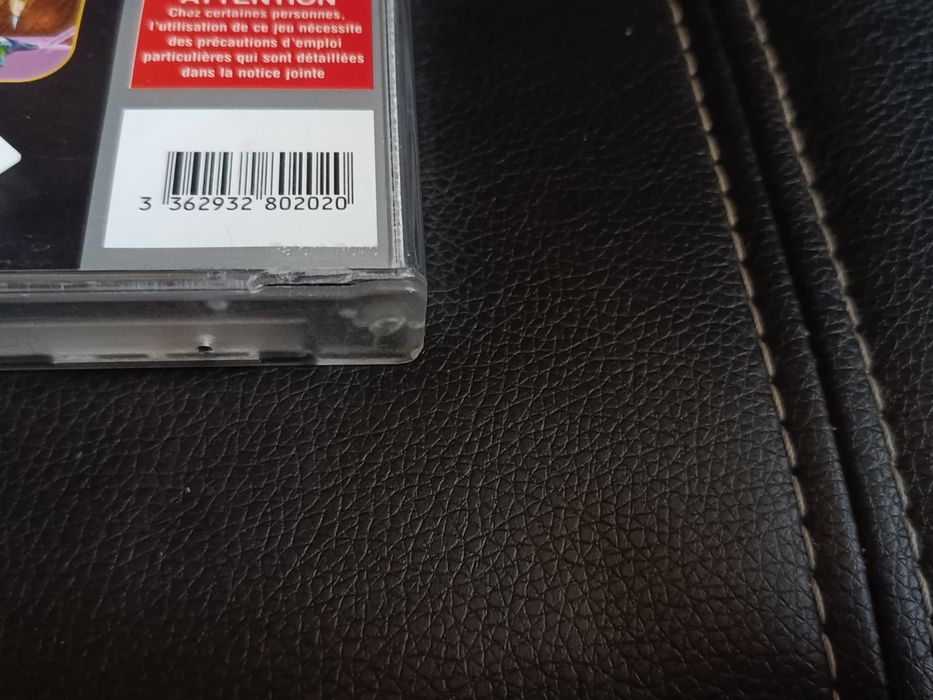 ATTENTION
Chez certaines personnes,
l'utilisation de ce jeu nécessite
des précautions d'emploi
particulières qui sont détaillées
dans la notice jointe
3 362932 802020